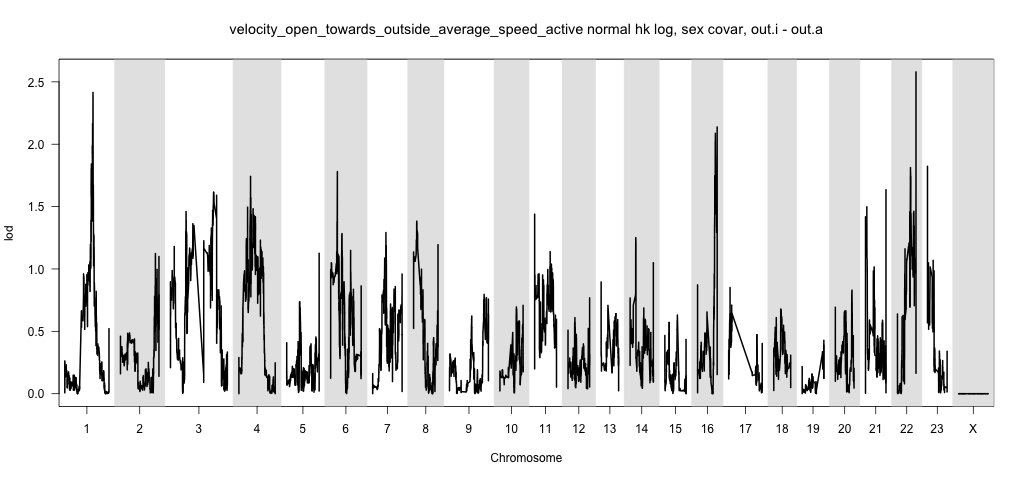 velocity_open_towards_outside_average_speed_active normal hk log, sex covar, out.i - out.a
lod
2.5
2.0
1.5
1.0
0.5
0.0
1 2 3 4 5 6 7 8 9 10 11 12 13 14 15 16 17 18 19 20 21 22 23 X
Chromosome